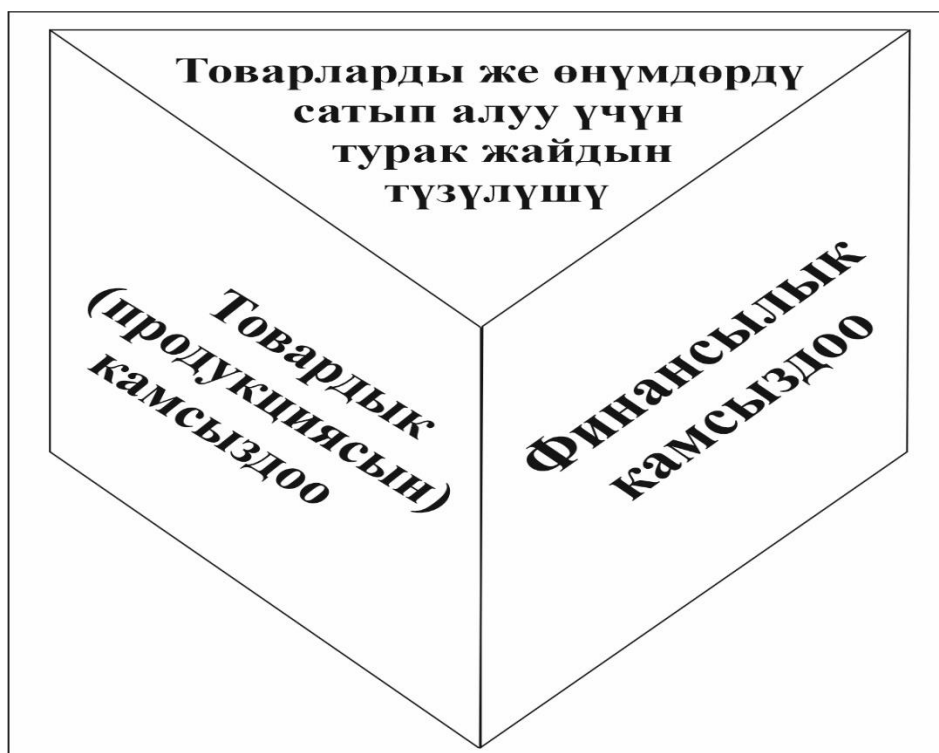 Товарларды же өнүмдөрдү
сатып алуу үчүн
турак жайдын
түзүлүшү
Товардык
(продукциясын)
камсыздоо
Финансылык
камсыздоо